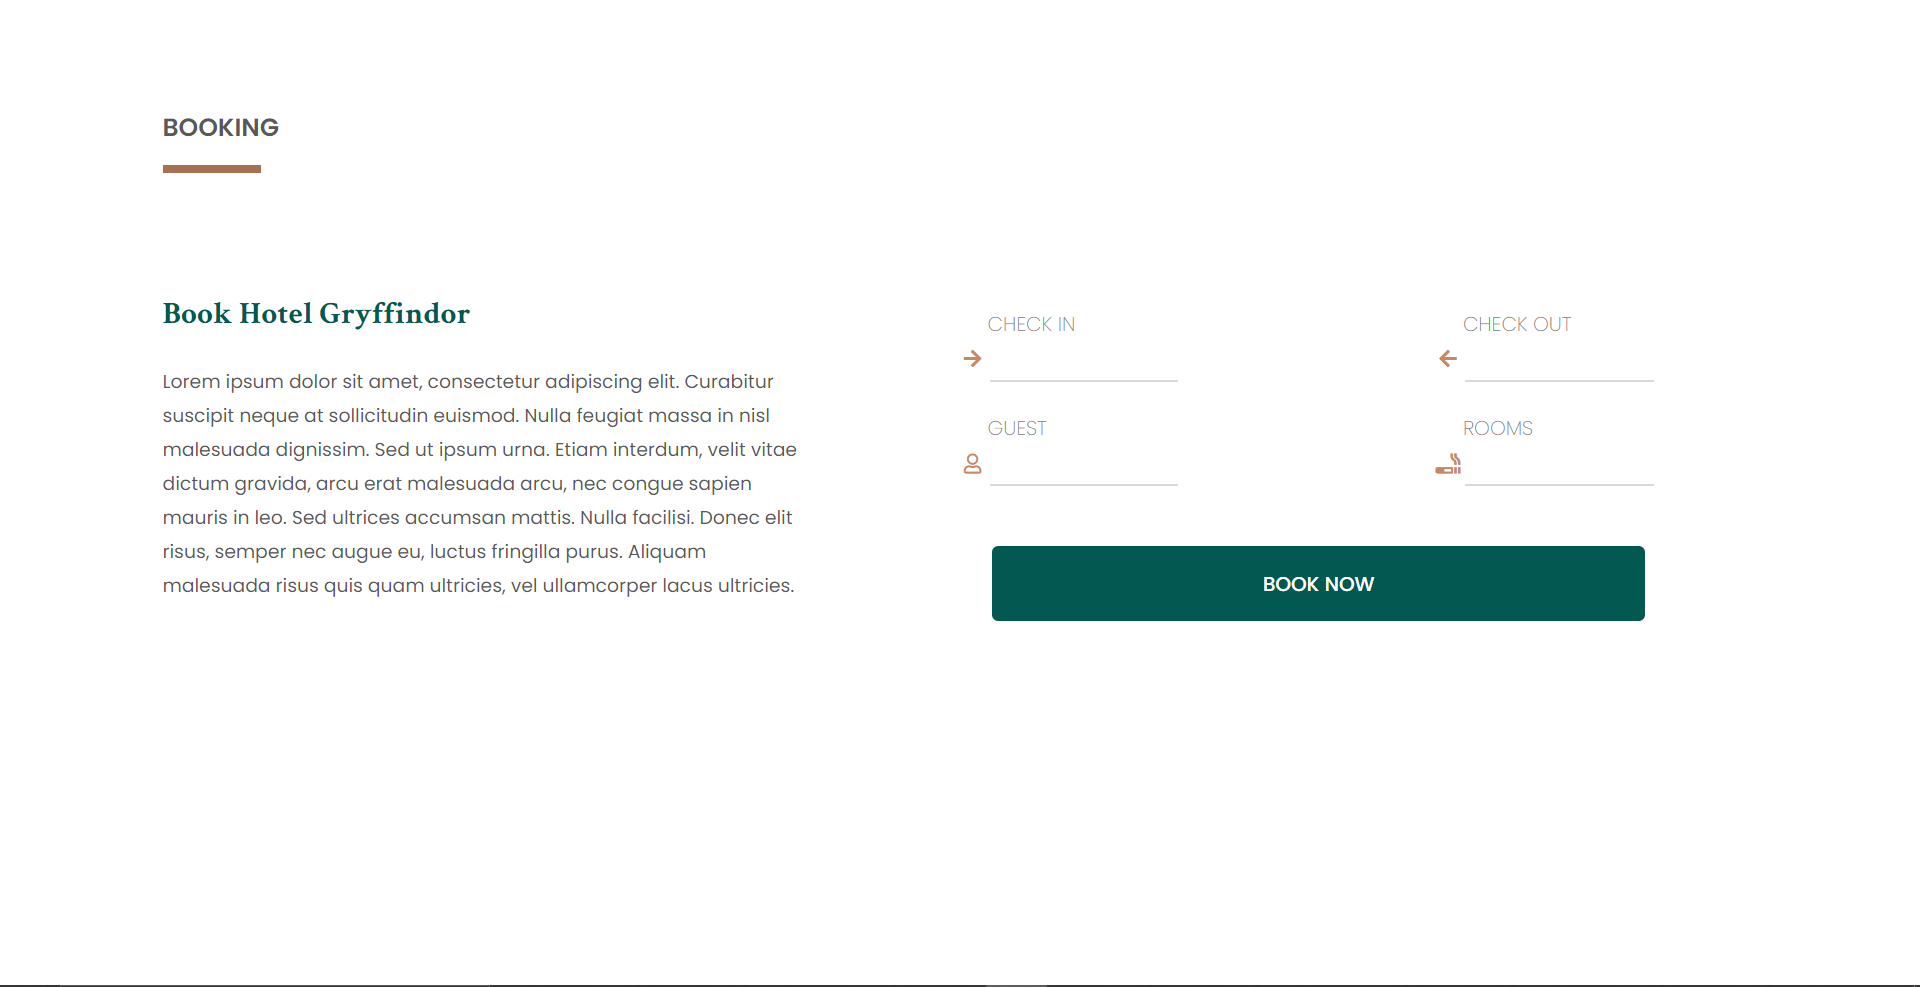 BOOKING
Book Hotel Gryffindor
Lorem ipsum dolor sit amet, consectetur adipiscing elit. Curabitur
suscipit neque at sollicitudin euismod. Nulla feugiat massa in nisl
malesuada dignissim. Sed ut ipsum urna. Etiam interdum, velit vitae
dictum gravida, arcu erat malesuada arcu, nec congue sapien
mauris in leo. Sed ultrices accumsan mattis. Nulla facilisi. Donec elit
risus, semper nec augue eu, luctus fringilla purus. Aliquam
malesuada risus quis quam ultricies, vel ullamcorper lacus ultricies.
CHECK IN
CHECK OUT
GUEST
ROOMS
BOOK NOW